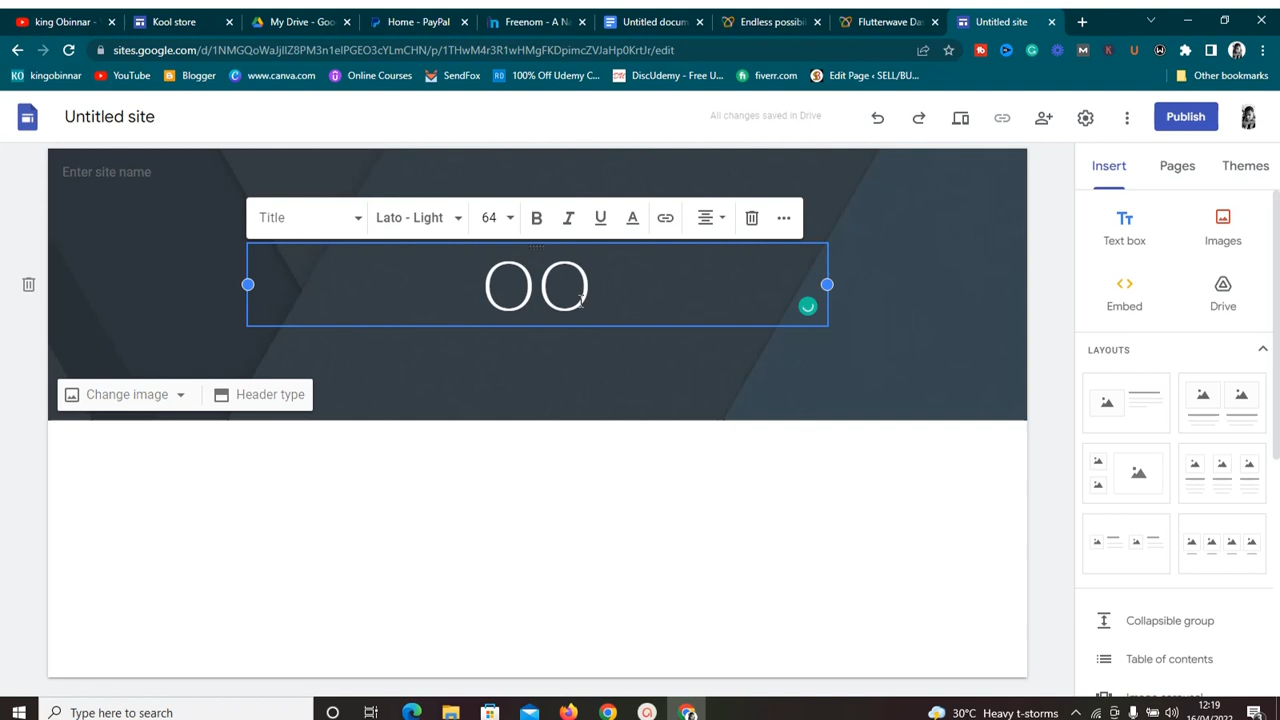 king Obinnar -
Kool store
My Drive - Goo
Home - PayPal
Freenom - A Na
Untitled docum
Endless possibi
Flutterwave Da
Untitled site
sites.google.com/d/1NMGQoWaJjIlZ8PM3n1eIPGEO3cYLmCHN/p/1THwM4r3R1wHMgFKDpimcZVJaHp0KrtJr/edit
kingobinnar
YouTube
Blogger
www.canva.com
Online Courses
SendFox
100% Off Udemy C...
DiscUdemy - Free U...
fiverr.com
Edit Page ‹ SELL/BU...
Other bookmarks
Untitled site
All changes saved in Drive
Publish
Enter site name
Insert
Pages
Themes
Title
Lato - Light
64
B
I
U
A
OO
Change image
Header type
Text box
Images
Embed
Drive
LAYOUTS
Collapsible group
Table of contents
Type here to search
30°C Heavy t-storms
12:19